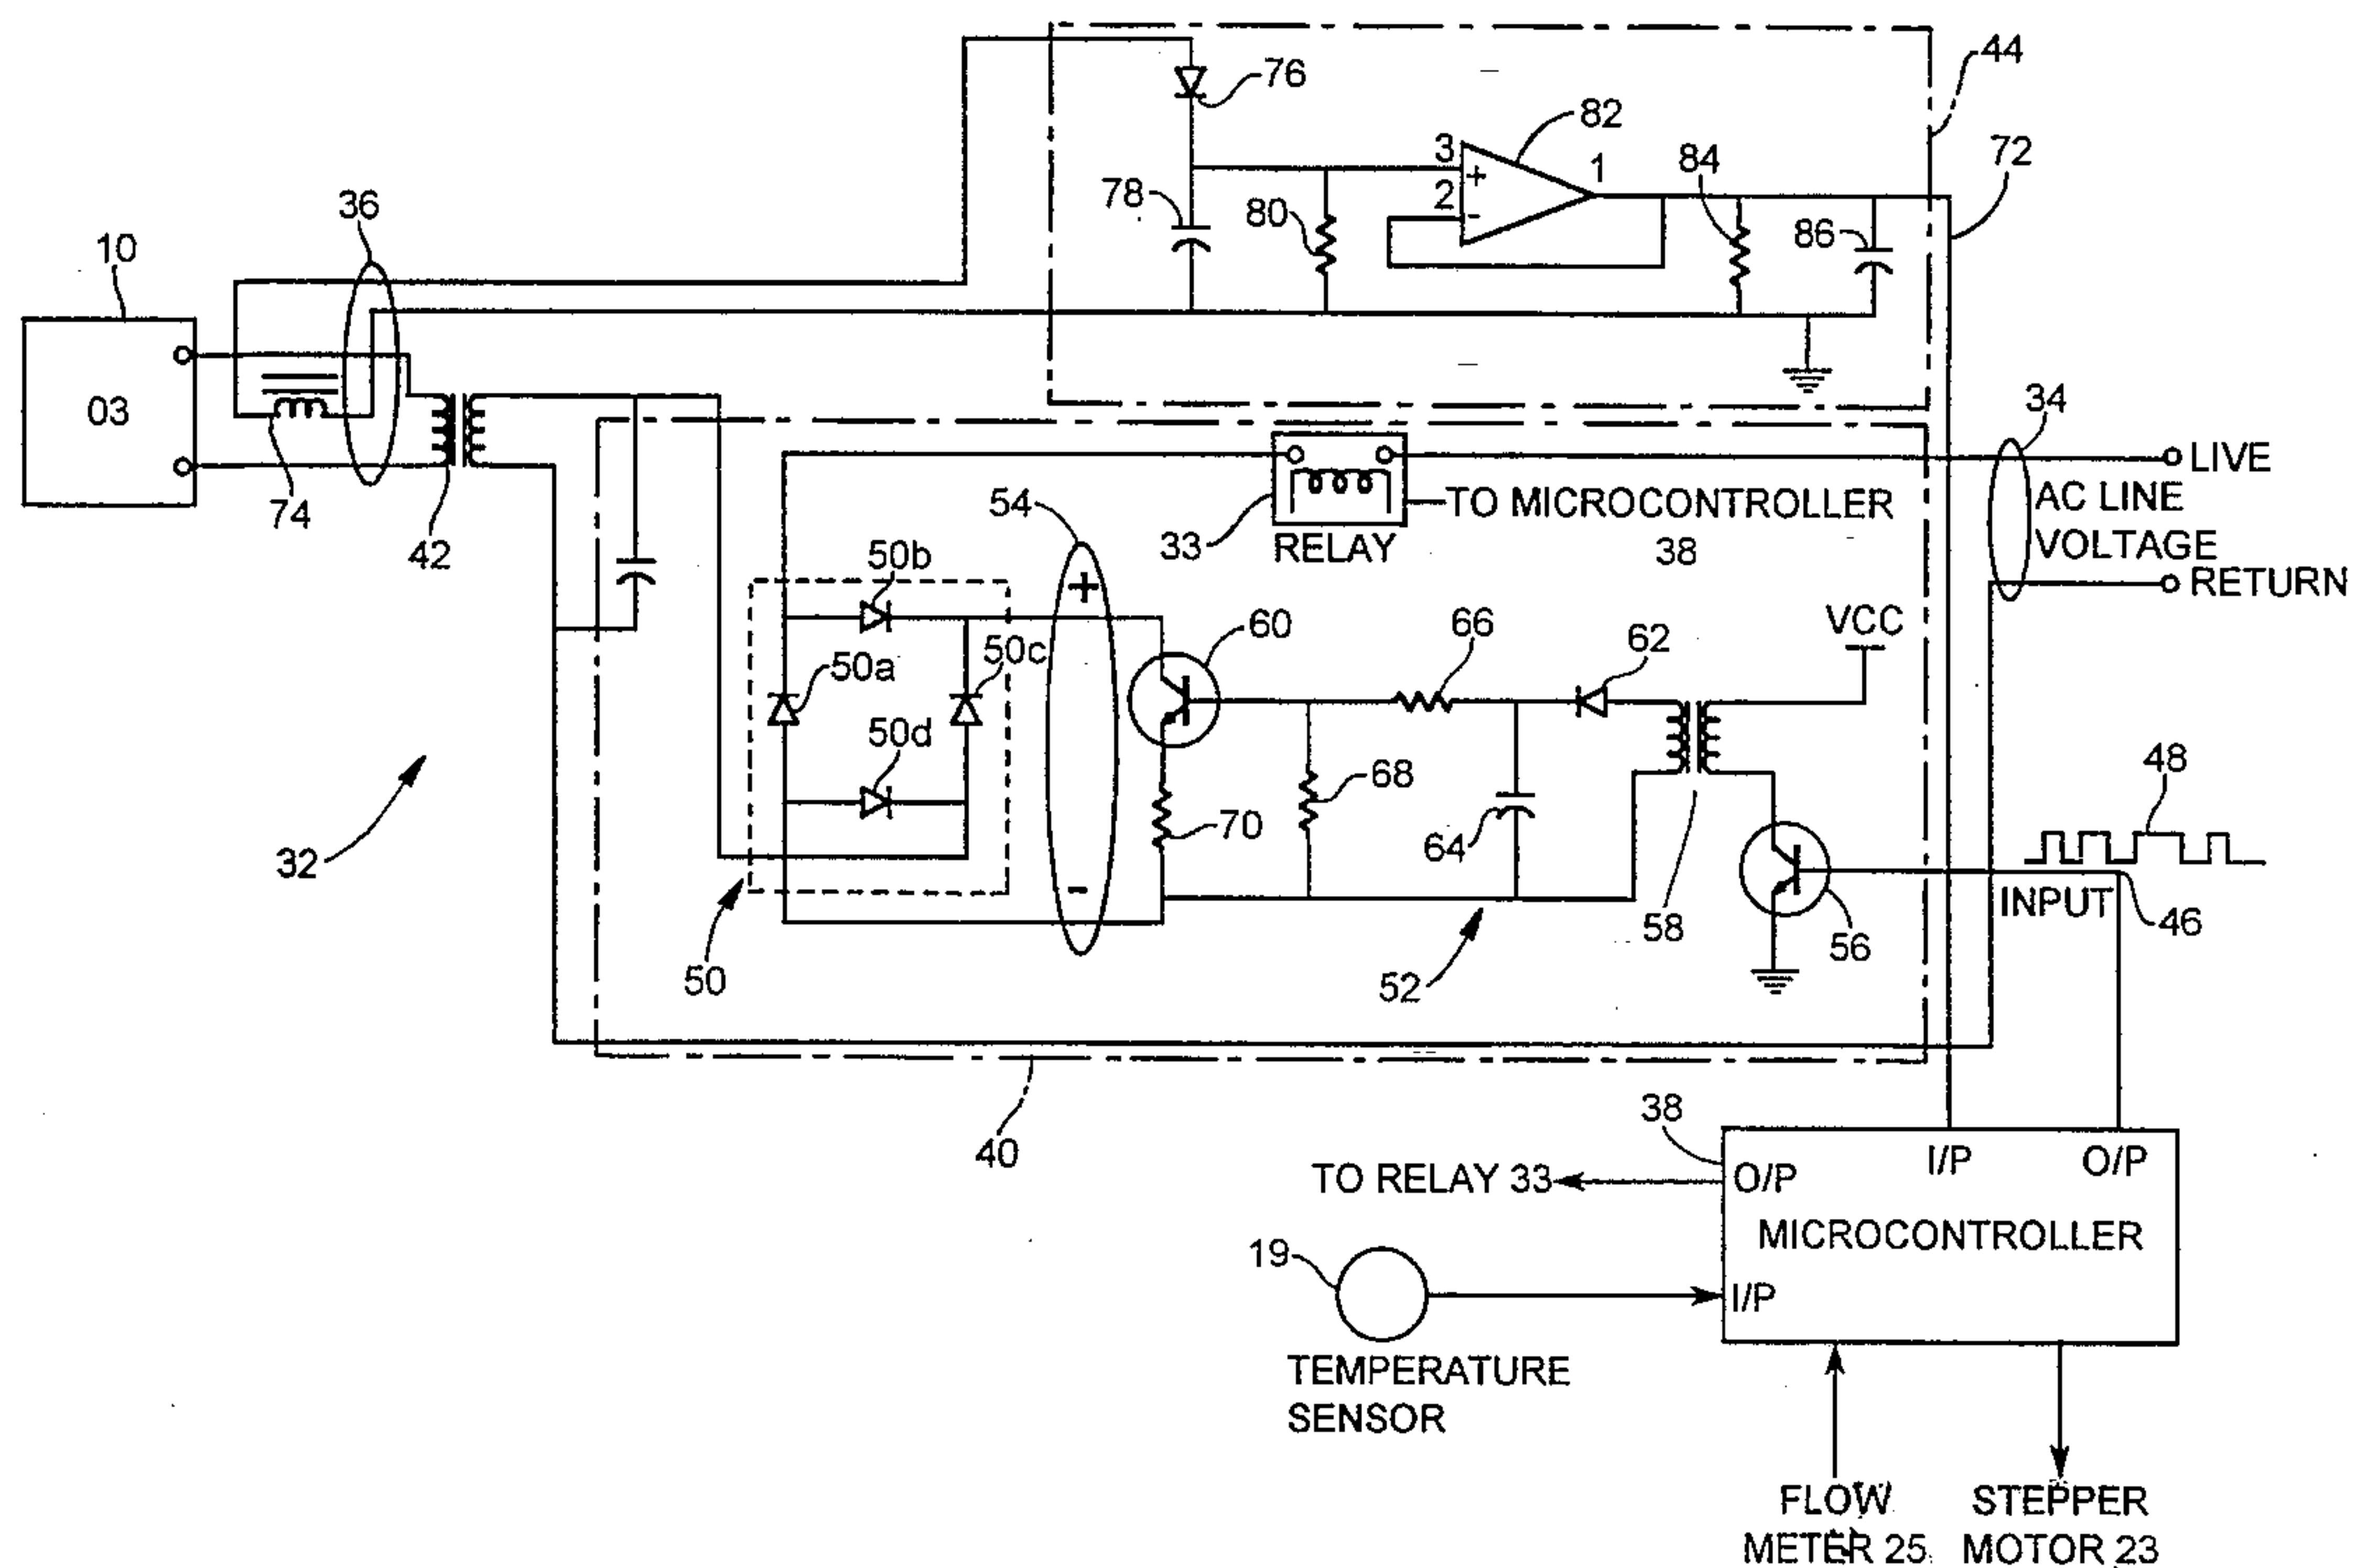 44
76
82
72
3
+
1
84
2
-
78
80
86
36
10
03
74
42
34
LIVE
AC LINE
VOLTAGE
RETURN
TO MICROCONTROLLER
38
33
RELAY
54
+
50b
50a
50c
50d
60
66
62
VCC
68
70
64
-
58
56
48
INPUT
46
32
50
52
40
38
I/P
O/P
TO RELAY 33
O/P
MICROCONTROLLER
19
I/P
TEMPERATURE
SENSOR
FLOW
METER 25
STEPPER
MOTOR 23